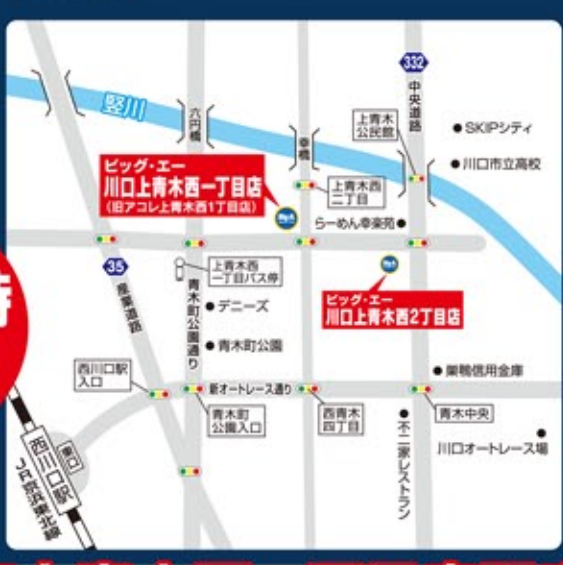 332
中央道路
竪川
六円橋
幸橋
上青木
公民館
SKIPシティ
川口市立高校
ビッグ・エー
川口上青木西一丁目店
(旧アコレ上青木西1丁目店)
上青木西
二丁目
らーめん幸楽苑
35
産業道路
上青木西
一丁目バス停
青木町公園通り
デニーズ
青木町公園
ビッグ・エー
川口上青木西2丁目店
西川口駅
入口
新オートレース通り
巣鴨信用金庫
青木町
公園入口
西青木
四丁目
青木中央
川口オートレース場
不二家レストラン
東口
西川口駅
JR京浜東北線